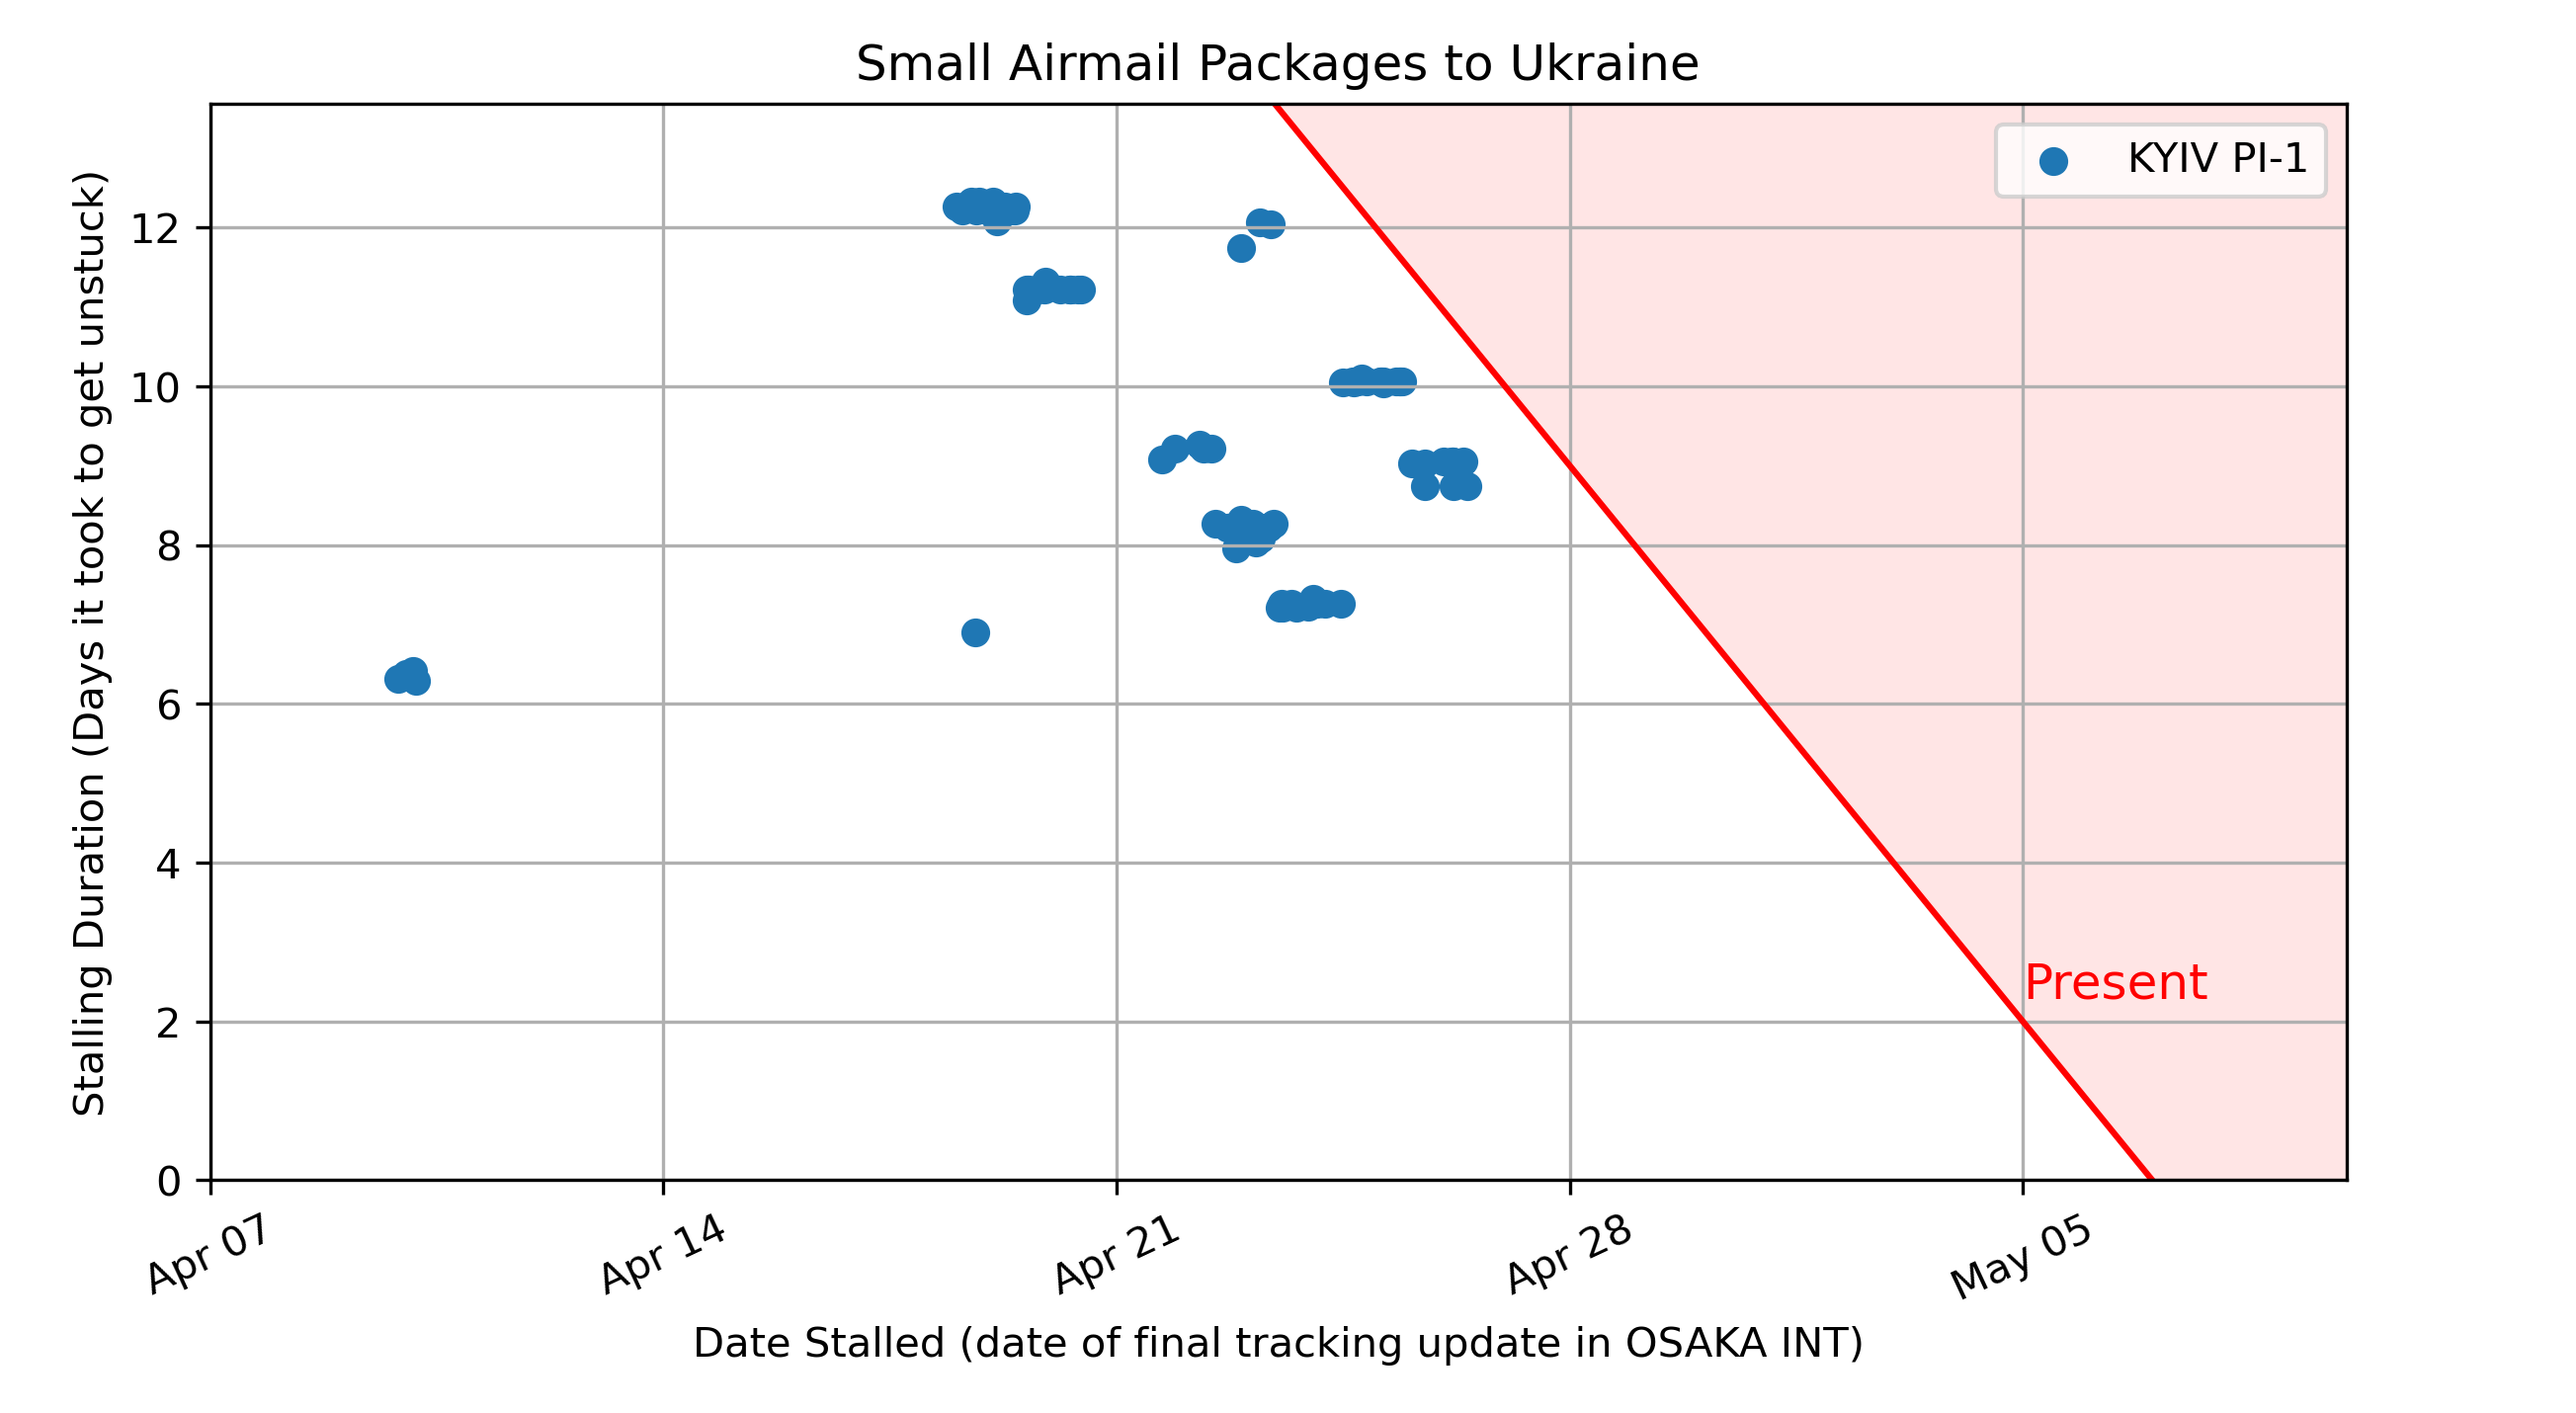 Small Airmail Packages to Ukraine
KYIV PI-1
Stalling Duration (Days it took to get unstuck)
12
10
8
6
4
2
0
Present
Apr 07
Apr 14
Apr 21
Apr 28
May 05
Date Stalled (date of final tracking update in OSAKA INT)